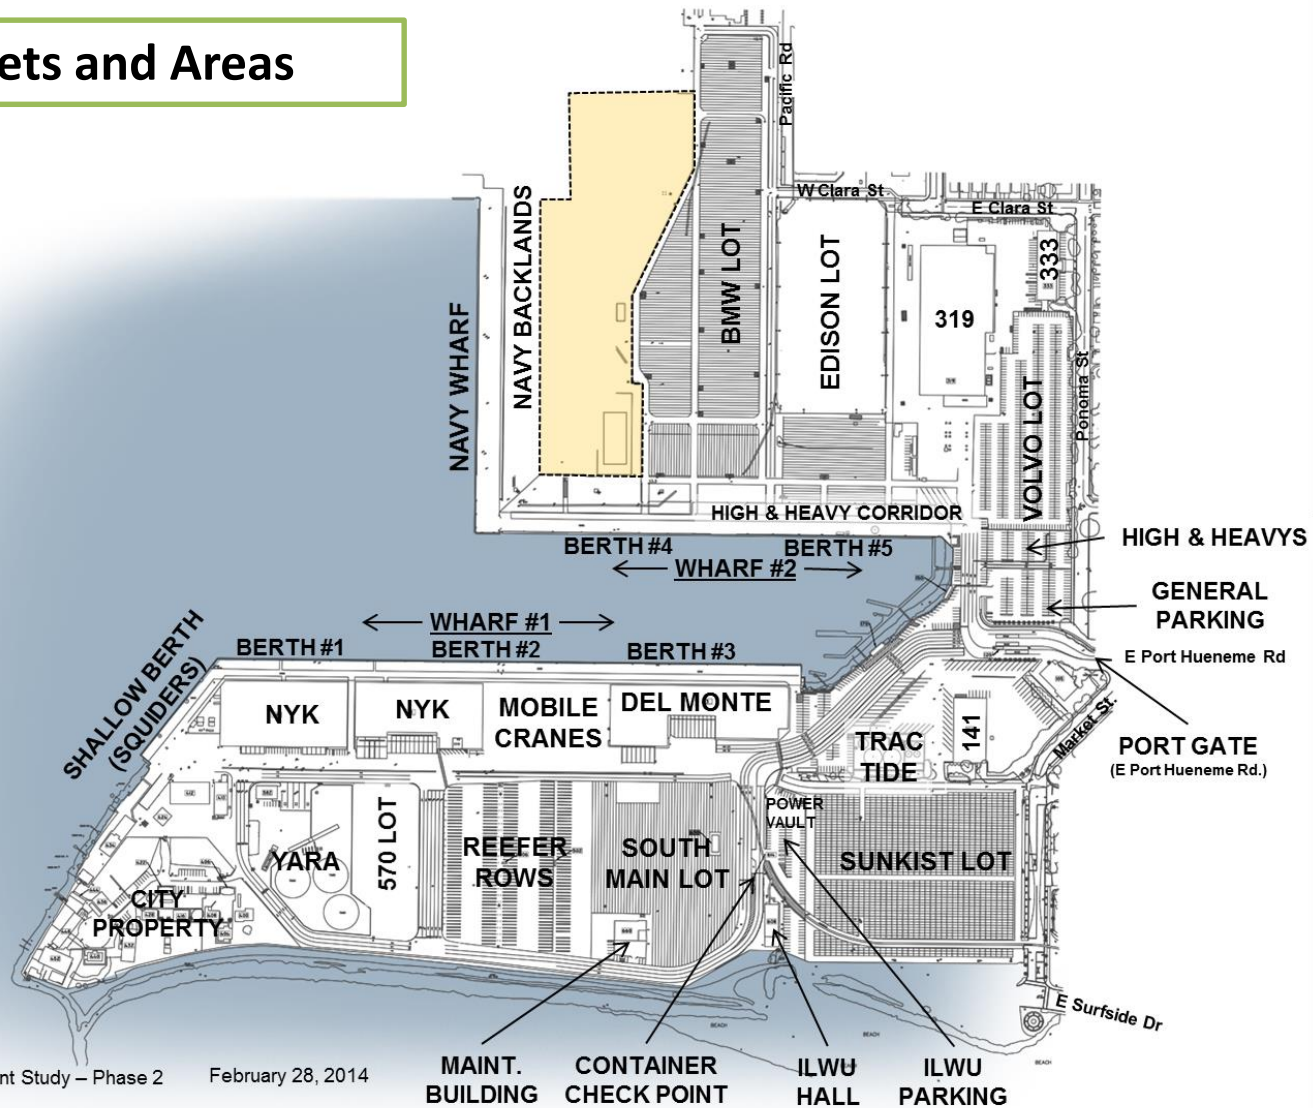 ets and Areas
Pacific Rd
W Clara St
E Clara St
NAVY WHARF
NAVY BACKLANDS
BMW LOT
EDISON LOT
319
333
VOLVO LOT
Ponoma St
HIGH & HEAVY CORRIDOR
BERTH #4
BERTH #5
WHARF #2
HIGH & HEAVYS
GENERAL
PARKING
E Port Hueneme Rd
WHARF #1
BERTH #1
BERTH #2
BERTH #3
SHALLOW BERTH
(SQUIDERS)
NYK
NYK
MOBILE
CRANES
DEL MONTE
TRAC
TIDE
141
Market St.
PORT GATE
(E Port Hueneme Rd.)
POWER
VAULT
YARA
570 LOT
REEFER
ROWS
SOUTH
MAIN LOT
SUNKIST LOT
CITY
PROPERTY
E Surfside Dr
BEACH
BEACH
BEACH
MAINT.
BUILDING
CONTAINER
CHECK POINT
ILWU
HALL
ILWU
PARKING
nt Study – Phase 2
February 28, 2014